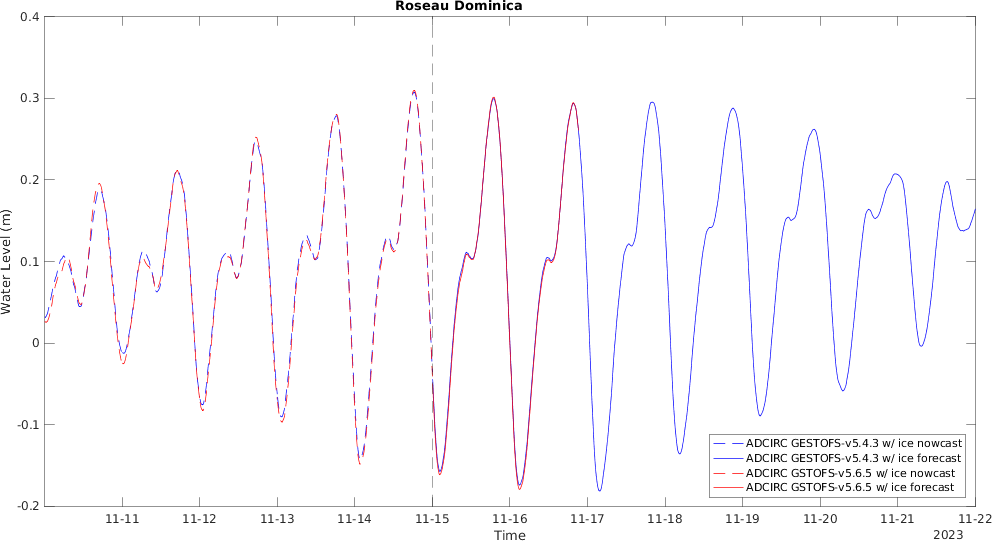 Roseau Dominica
0.4
0.3
0.2
0.1
0
-0.1
-0.2
Water Level (m)
11-11
11-12
11-13
11-14
11-15
11-16
11-17
11-18
11-19
11-20
11-21
11-22
Time
2023
ADCIRC GESTOFS-v5.4.3 w/ ice nowcast
ADCIRC GESTOFS-v5.4.3 w/ ice forecast
ADCIRC GSTOFS-v5.6.5 w/ ice nowcast
ADCIRC GSTOFS-v5.6.5 w/ ice forecast